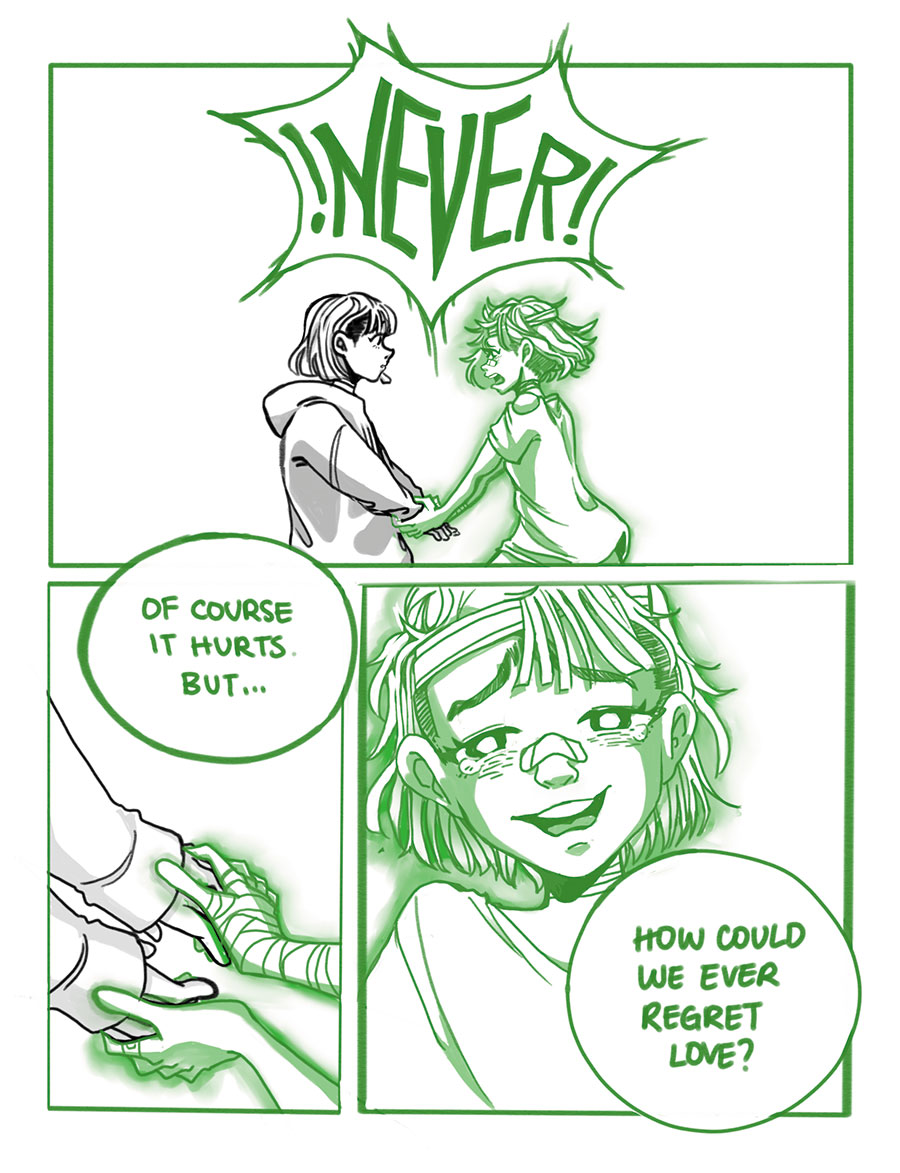 !NEVER!
OF COURSE
IT HURTS.
BUT...
HOW COULD
WE EVER
REGRET
LOVE?